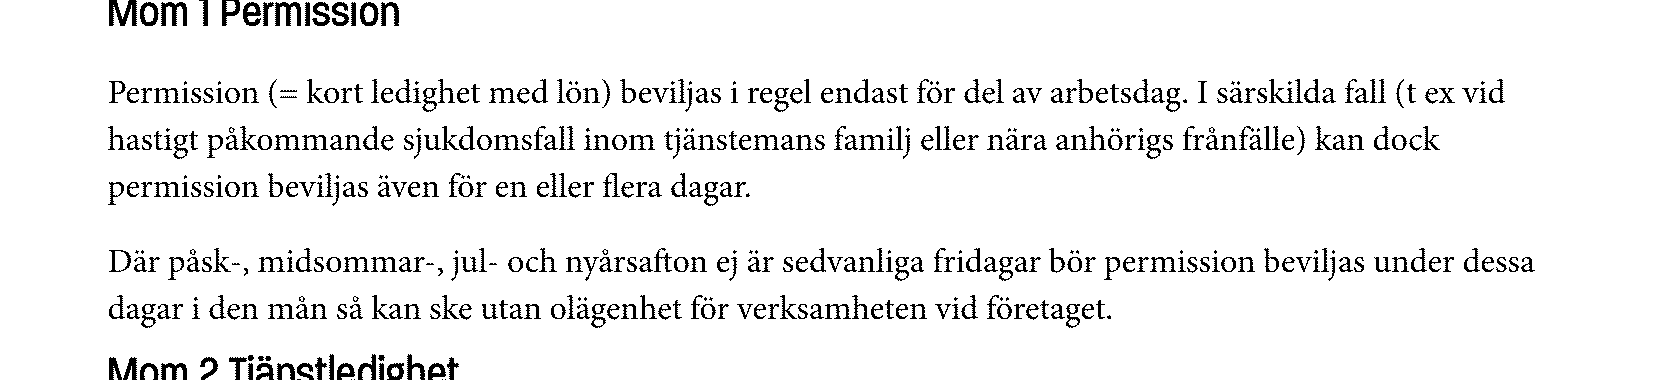 Mom 1 Permission
Permission (= kort ledighet med lön) beviljas i regel endast för del av arbetsdag. I särskilda fall (t ex vid
hastigt påkommande sjukdomsfall inom tjänstemans familj eller nära anhörigs frånfälle) kan dock
permission beviljas även för en eller flera dagar.
Där påsk-, midsommar-, jul- och nyårsafton ej är sedvanliga fridagar bör permission beviljas under dessa
dagar i den mån så kan ske utan olägenhet för verksamheten vid företaget.
Mom 2 Tjänstledighet